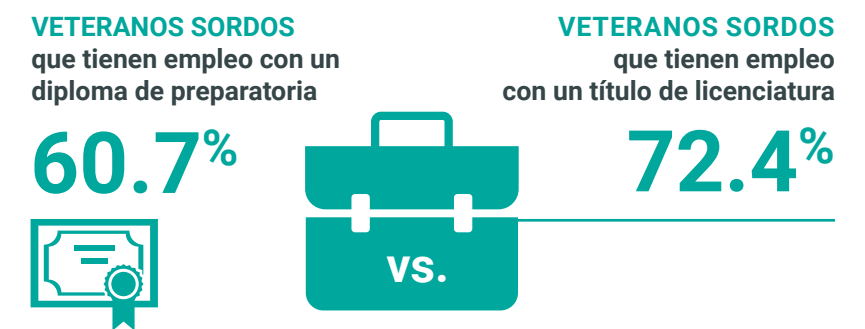 VETERANOS SORDOS
que tienen empleo con un
diploma de preparatoria
60.7%
vs.
VETERANOS SORDOS
que tienen empleo
con un título de licenciatura
72.4%